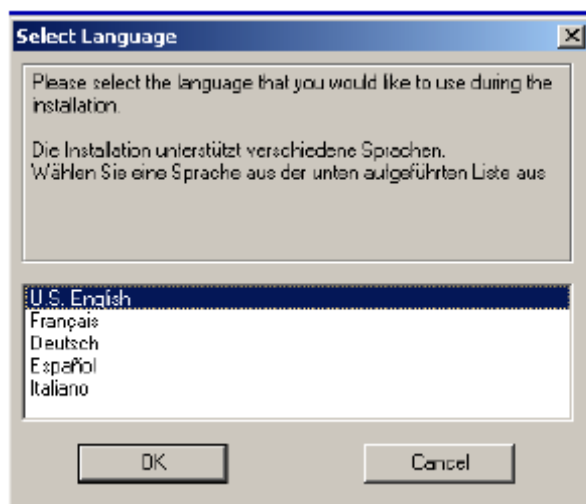 Select Language
Please select the language that you would like to use during the
installation.
Die Installation unterstützt verschiedene Sprachen.
Wählen Sie eine Sprache aus der unten aufgeführten Liste aus
U.S. English
Français
Deutsch
Español
Italiano
OK
Cancel